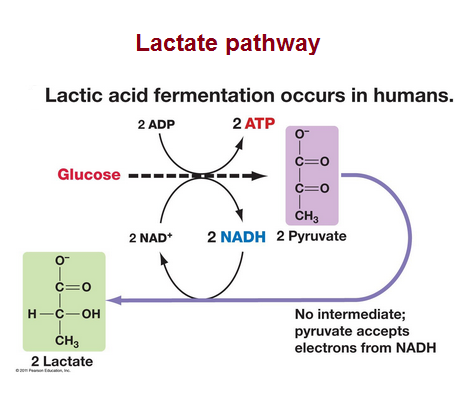 Lactate pathway
Lactic acid fermentation occurs in humans.
2 ADP
2 ATP
Glucose
O⁻
C=O
C=O
CH₃
2 NAD⁺
2 NADH
2 Pyruvate
O⁻
C=O
H—C—OH
CH₃
2 Lactate
No intermediate;
pyruvate accepts
electrons from NADH
© 2011 Pearson Education, Inc.